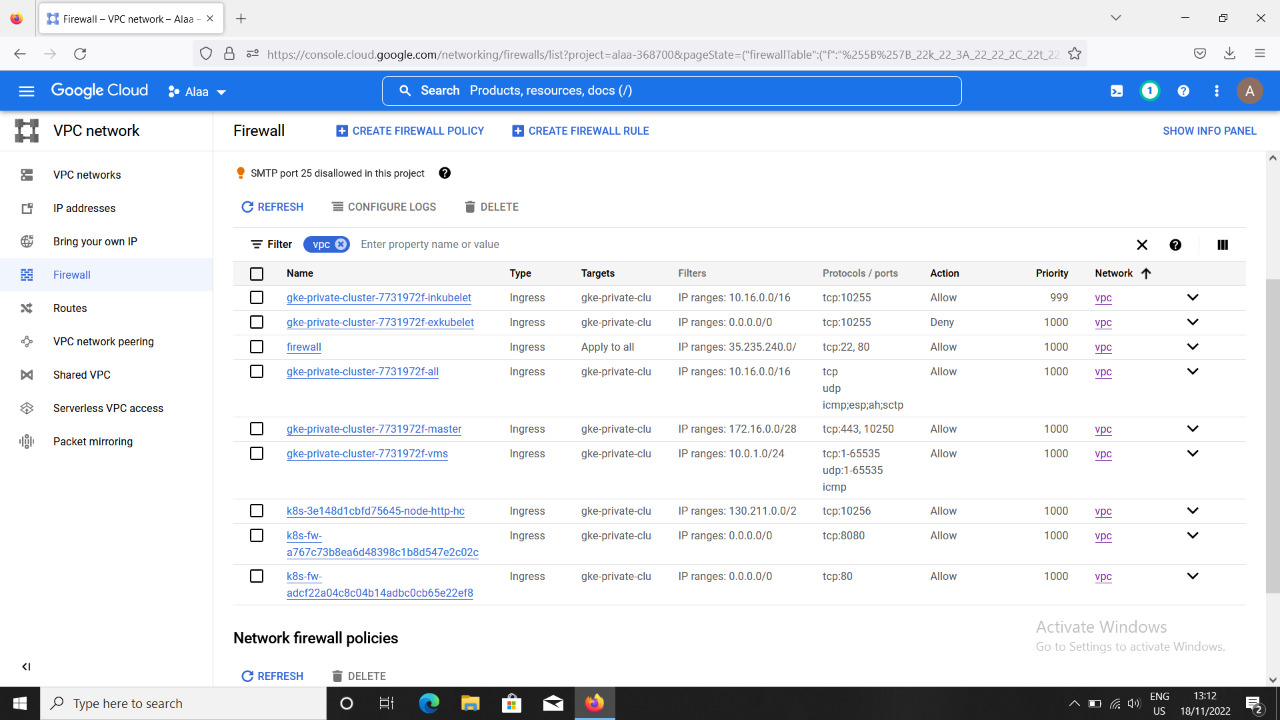 Firewall – VPC network – Alaa –
https://console.cloud.google.com/networking/firewalls/list?project=alaa-368700&pageState=("firewallTable":("f":"%255B%257B_22k_22_3A_22_22_2C_22t_22_
Google Cloud
Alaa
Search Products, resources, docs (/)
1
A
VPC network
Firewall
CREATE FIREWALL POLICY
CREATE FIREWALL RULE
SHOW INFO PANEL
VPC networks
IP addresses
Bring your own IP
Firewall
Routes
VPC network peering
Shared VPC
Serverless VPC access
Packet mirroring
SMTP port 25 disallowed in this project
REFRESH CONFIGURE LOGS DELETE
Filter vpc Enter property name or value
Name Type Targets Filters Protocols / ports Action Priority Network
gke-private-cluster-7731972f-inkubelet Ingress gke-private-clu IP ranges: 10.16.0.0/16 tcp:10255 Allow 999 vpc
gke-private-cluster-7731972f-exkubelet Ingress gke-private-clu IP ranges: 0.0.0.0/0 tcp:10255 Deny 1000 vpc
firewall Ingress Apply to all IP ranges: 35.235.240.0/ tcp:22, 80 Allow 1000 vpc
gke-private-cluster-7731972f-all Ingress gke-private-clu IP ranges: 10.16.0.0/16 tcp Allow 1000 vpc
udp
icmp;esp;ah;sctp
gke-private-cluster-7731972f-master Ingress gke-private-clu IP ranges: 172.16.0.0/28 tcp:443, 10250 Allow 1000 vpc
gke-private-cluster-7731972f-vms Ingress gke-private-clu IP ranges: 10.0.1.0/24 tcp:1-65535 Allow 1000 vpc
udp:1-65535
icmp
k8s-3e148d1cbfd75645-node-http-hc Ingress gke-private-clu IP ranges: 130.211.0.0/2 tcp:10256 Allow 1000 vpc
k8s-fw- Ingress gke-private-clu IP ranges: 0.0.0.0/0 tcp:8080 Allow 1000 vpc
a767c73b8ea6d48398c1b8d547e2c02c
k8s-fw- Ingress gke-private-clu IP ranges: 0.0.0.0/0 tcp:80 Allow 1000 vpc
adcf22a04c8c04b14adbc0cb65e22ef8
Network firewall policies
REFRESH DELETE
Activate Windows
Go to Settings to activate Windows.
Type here to search
ENG
US
13:12
18/11/2022
2